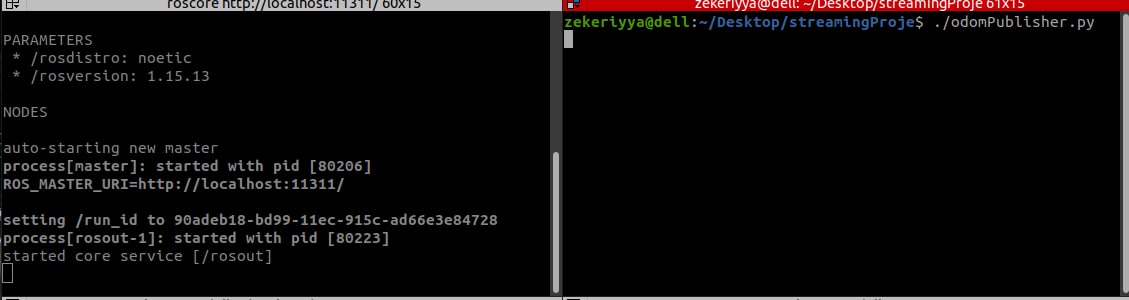 roscore http://localhost:11311/ 60x15
PARAMETERS
* /rosdistro: noetic
* /rosversion: 1.15.13
NODES
auto-starting new master
process[master]: started with pid [80206]
ROS_MASTER_URI=http://localhost:11311/
setting /run_id to 90adeb18-bd99-11ec-915c-ad66e3e84728
process[rosout-1]: started with pid [80223]
started core service [/rosout]
zekeriyya@dell: ~/Desktop/streamingProje 61x15
zekeriyya@dell:~/Desktop/streamingProje$ ./odomPublisher.py